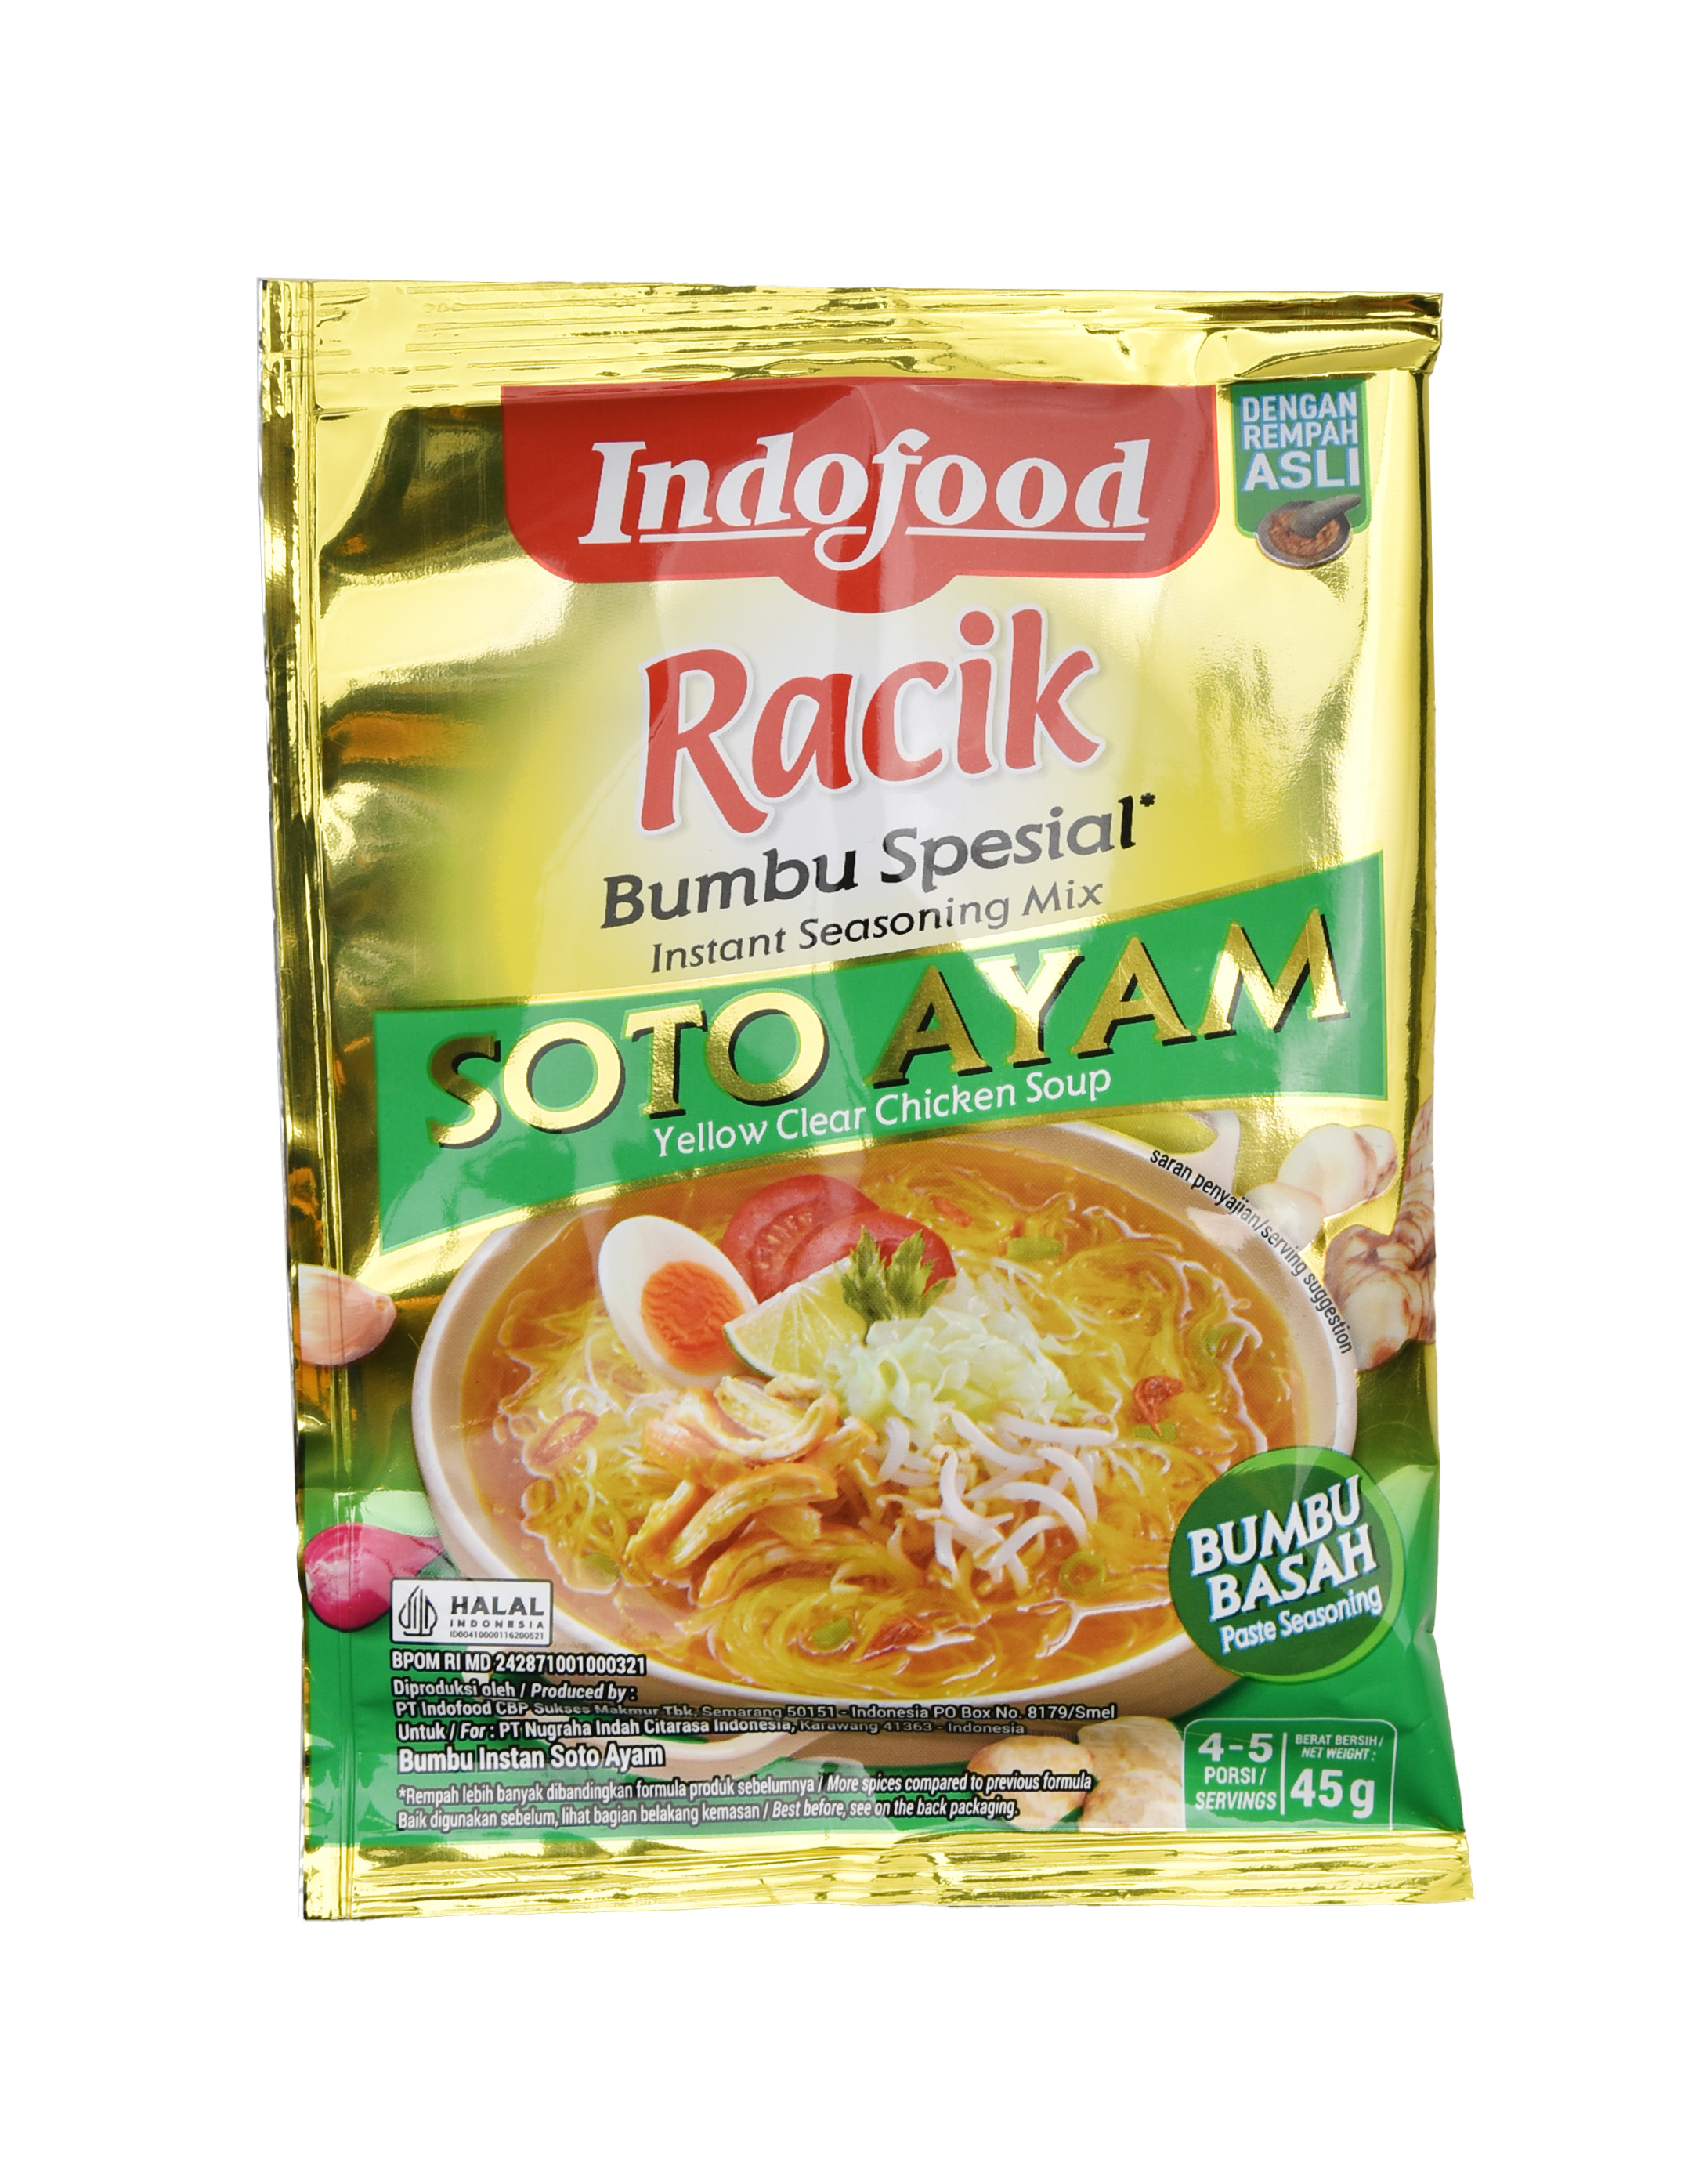 Indofood
DENGAN
REMPAH
ASLI
Racik
Bumbu Spesial*
Instant Seasoning Mix
SOTO AYAM
Yellow Clear Chicken Soup
saran penyajian/serving suggestion
BUMBU
BASAH
Paste Seasoning
HALAL
INDONESIA
ID00410000116200521
BPOM RI MD 242871001000321
Diproduksi oleh / Produced by :
PT Indofood CBP Sukses Makmur Tbk, Semarang 50151 - Indonesia PO Box No. 8179/Smel
Untuk / For : PT Nugraha Indah Citarasa Indonesia, Karawang 41363 - Indonesia
Bumbu Instan Soto Ayam
*Rempah lebih banyak dibandingkan formula produk sebelumnya / More spices compared to previous formula
Baik digunakan sebelum, lihat bagian belakang kemasan / Best before, see on the back packaging.
4-5
PORSI/
SERVINGS
BERAT BERSIH/
NET WEIGHT :
45 g